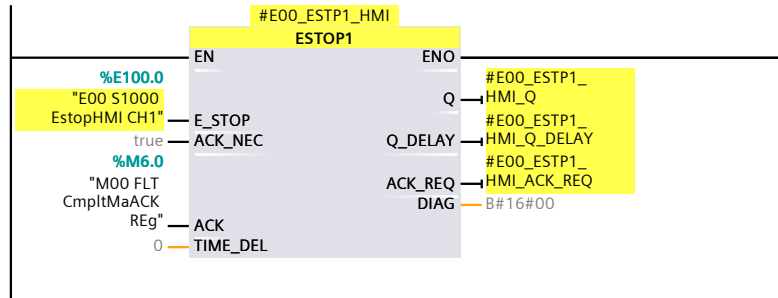 #E00_ESTP1_HMI
ESTOP1
EN
ENO
%E100.0
"E00 S1000
EstopHMI CH1"
E_STOP
true
ACK_NEC
%M6.0
"M00 FLT
CmpltMaACK
REg"
ACK
0
TIME_DEL
Q
#E00_ESTP1_
HMI_Q
Q_DELAY
#E00_ESTP1_
HMI_Q_DELAY
ACK_REQ
#E00_ESTP1_
HMI_ACK_REQ
DIAG
B#16#00